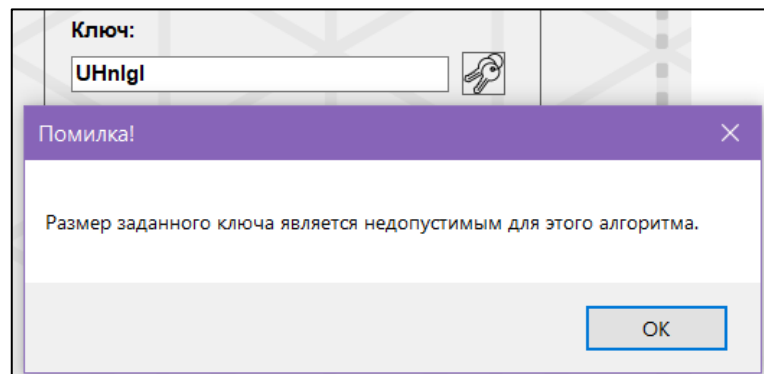 Ключ:
UHnlgl
Помилка!
Размер заданного ключа является недопустимым для этого алгоритма.
OK